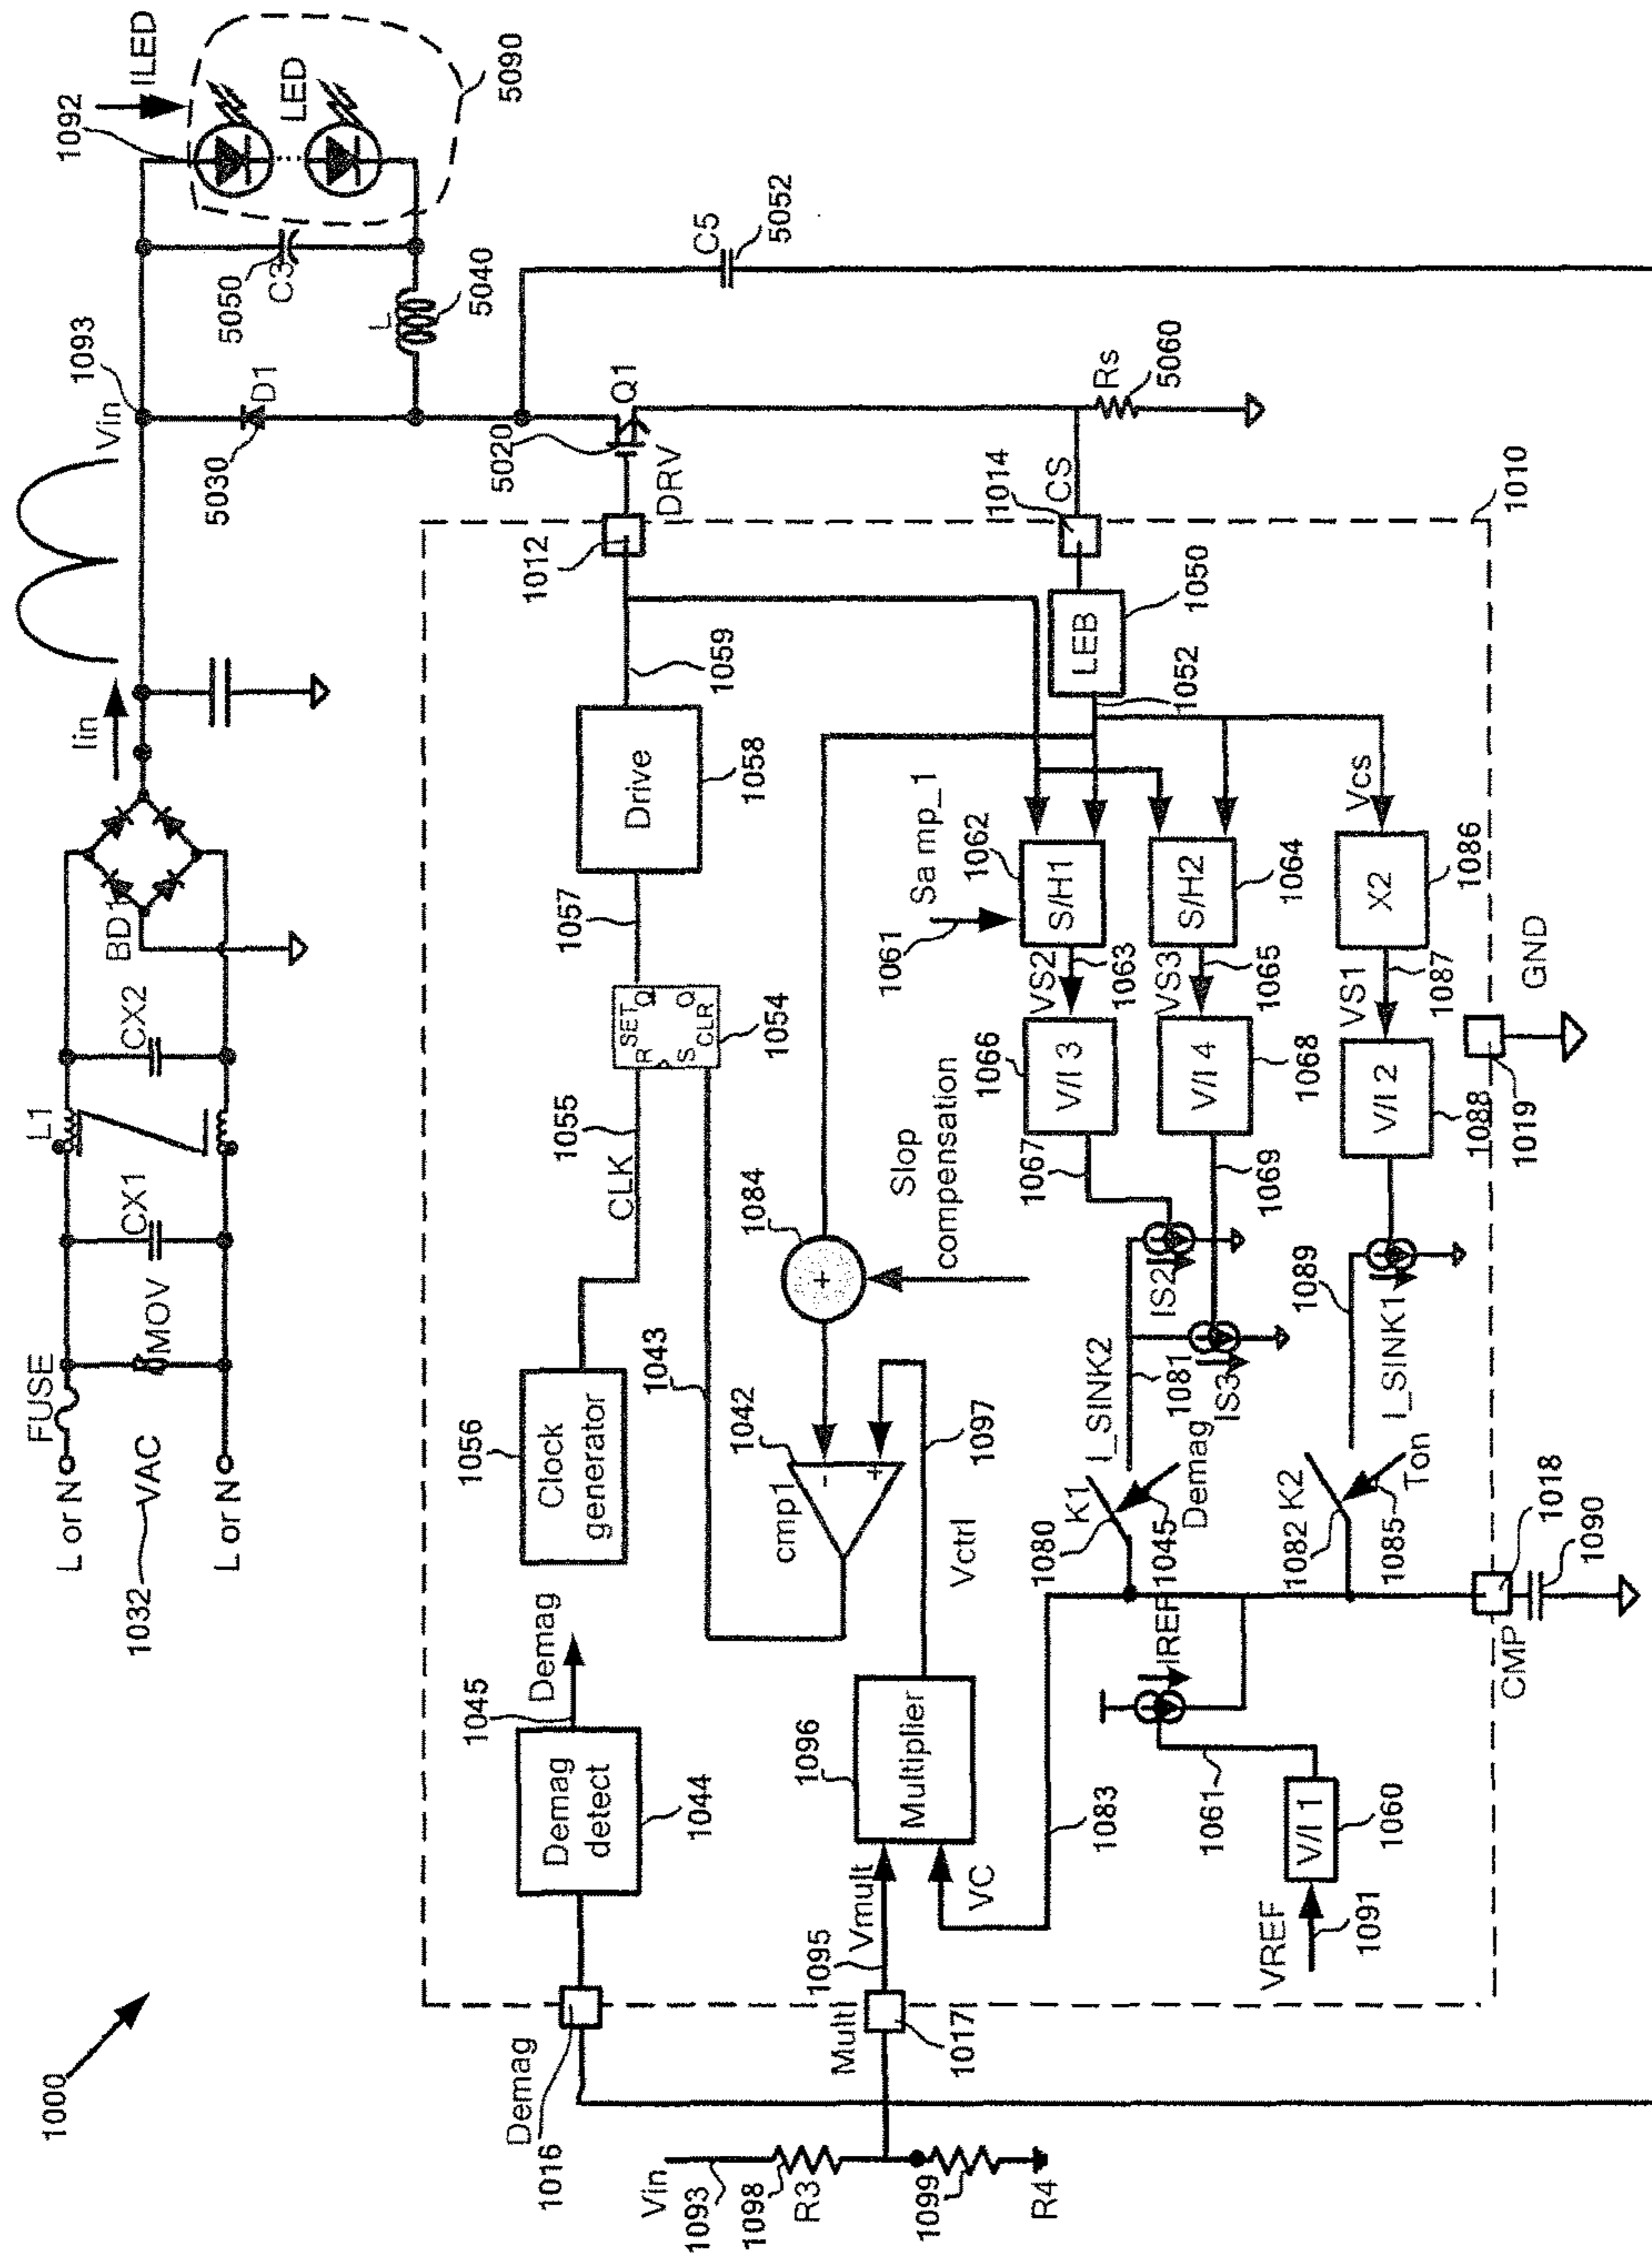 1000
L or N
FUSE
MOV
CX1
L1
CX2
BD1
L or N
1032
VAC
Iin
Vin
1093
1092
ILED
LED
5090
5050
C3
5030
D1
L
5040
C5
5052
5020
Q1
DRV
1012
Rs
5060
CS
1014
1010
Demag
1016
1045
Demag
Demag
detect
1044
1056
Clock
generator
CLK
1055
R
SET
Q
S
CLR
Q
1054
1057
Drive
1058
1059
1043
1042
cmp1
-
+
1084
+
Slop
compensation
LEB
1050
1052
Vin
1093
1098
R3
1099
R4
Multi
1017
1095
Vmult
VC
1096
Multiplier
Vctrl
1097
1083
Sa mp_1
1061
1062
S/H1
S/H2
1064
Vcs
X2
1086
VS2
1063
VS3
1065
VS1
1087
1066
V/I 3
V/I 4
1068
V/I 2
1088
1067
1069
IS2
IS3
I_SINK2
1081
K1
1080
1045
Demag
1089
I_SINK1
K2
1082
1085
Ton
IREF
1061
V/I 1
1060
VREF
1091
CMP
1018
1090
1019
GND